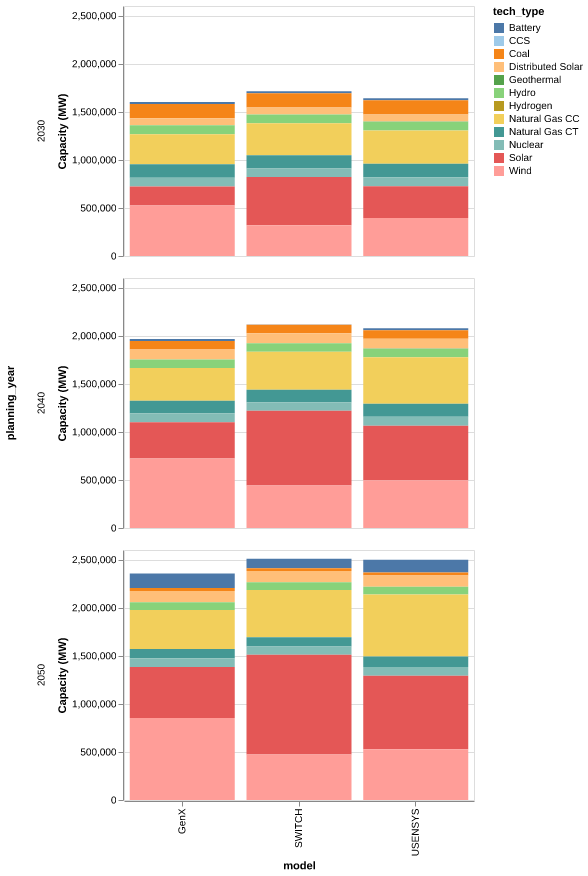 tech_type
Battery
CCS
Coal
Distributed Solar
Geothermal
Hydro
Hydrogen
Natural Gas CC
Natural Gas CT
Nuclear
Solar
Wind
planning_year
2030
Capacity (MW)
2,500,000
2,000,000
1,500,000
1,000,000
500,000
0
2040
Capacity (MW)
2,500,000
2,000,000
1,500,000
1,000,000
500,000
0
2050
Capacity (MW)
2,500,000
2,000,000
1,500,000
1,000,000
500,000
0
GenX
SWITCH
USENSYS
model